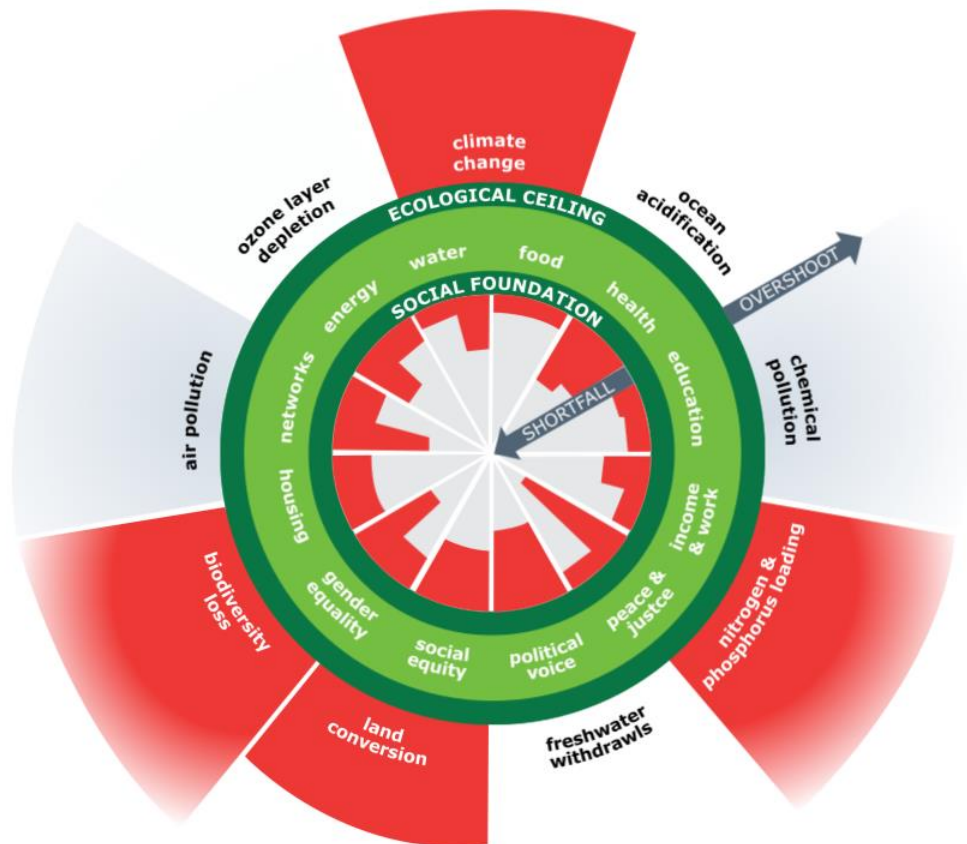 climate
change
ECOLOGICAL CEILING
ozone layer
depletion
ocean
acidification
water
food
energy
health
SOCIAL FOUNDATION
OVERSHOOT
SHORTFALL
networks
education
air pollution
chemical
pollution
housing
income
& work
biodiversity
loss
gender
equality
peace &
justce
nitrogen &
phosphorus loading
social
equity
political
voice
land
conversion
freshwater
withdrawls